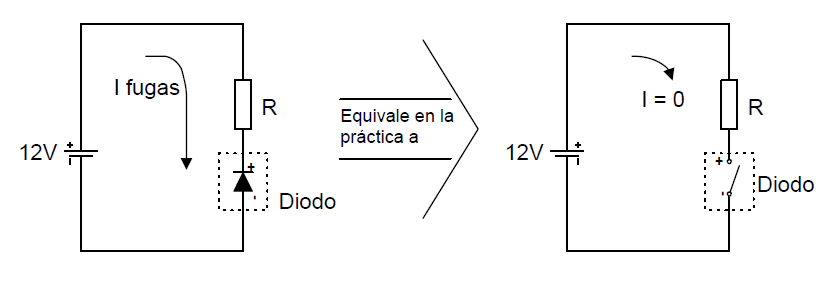 I fugas
R
12V
+
+
-
Diodo
Equivale en la
práctica a
I = 0
R
12V
+
+
-
Diodo